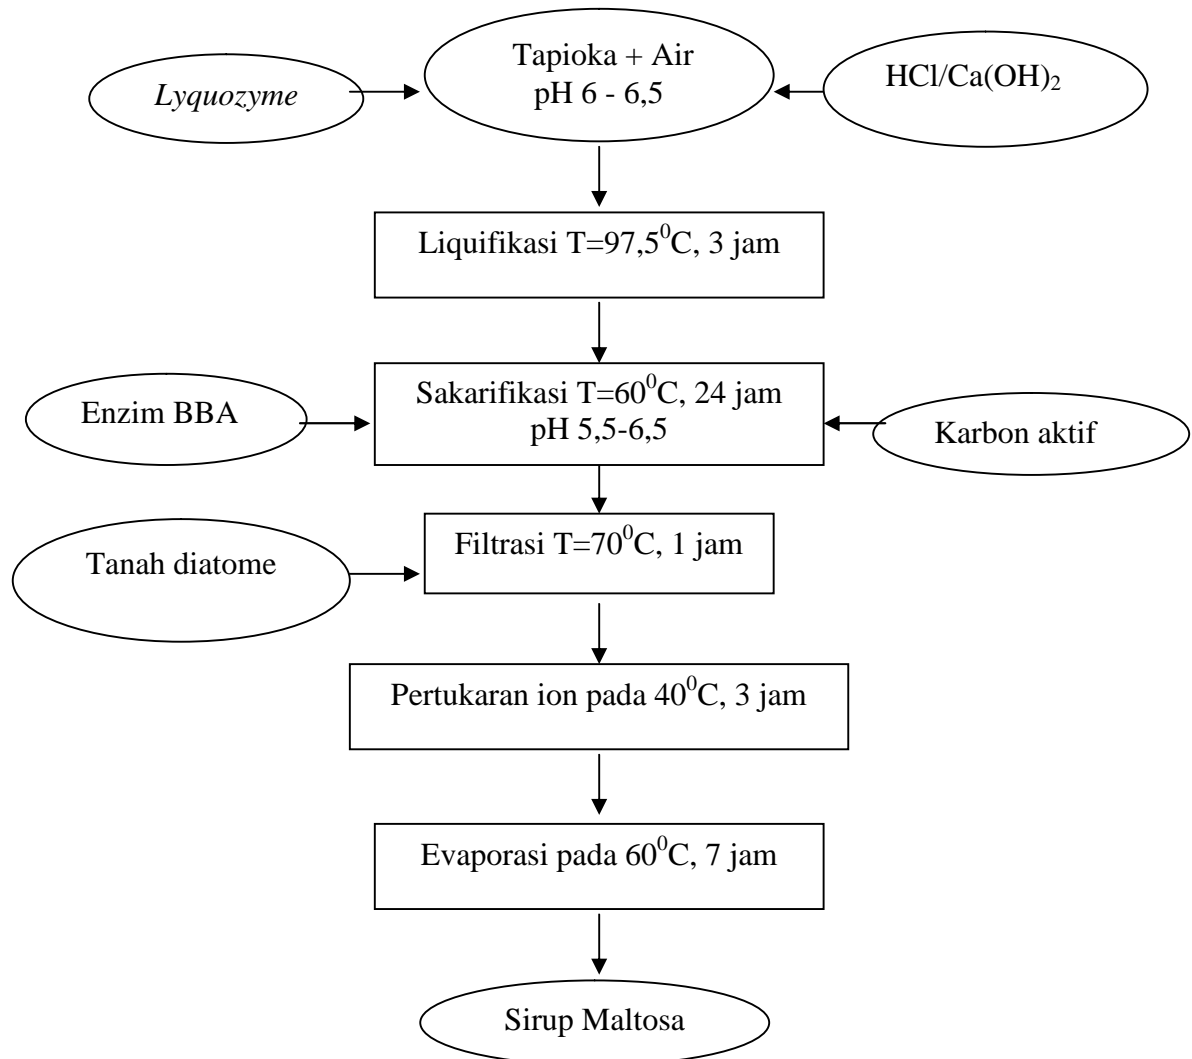 Tapioka + Air
pH 6 - 6,5
Lyquozyme
HCl/Ca(OH)₂
Liquifikasi T=97,5⁰C, 3 jam
Sakarifikasi T=60⁰C, 24 jam
pH 5,5-6,5
Enzim BBA
Karbon aktif
Filtrasi T=70⁰C, 1 jam
Tanah diatome
Pertukaran ion pada 40⁰C, 3 jam
Evaporasi pada 60⁰C, 7 jam
Sirup Maltosa